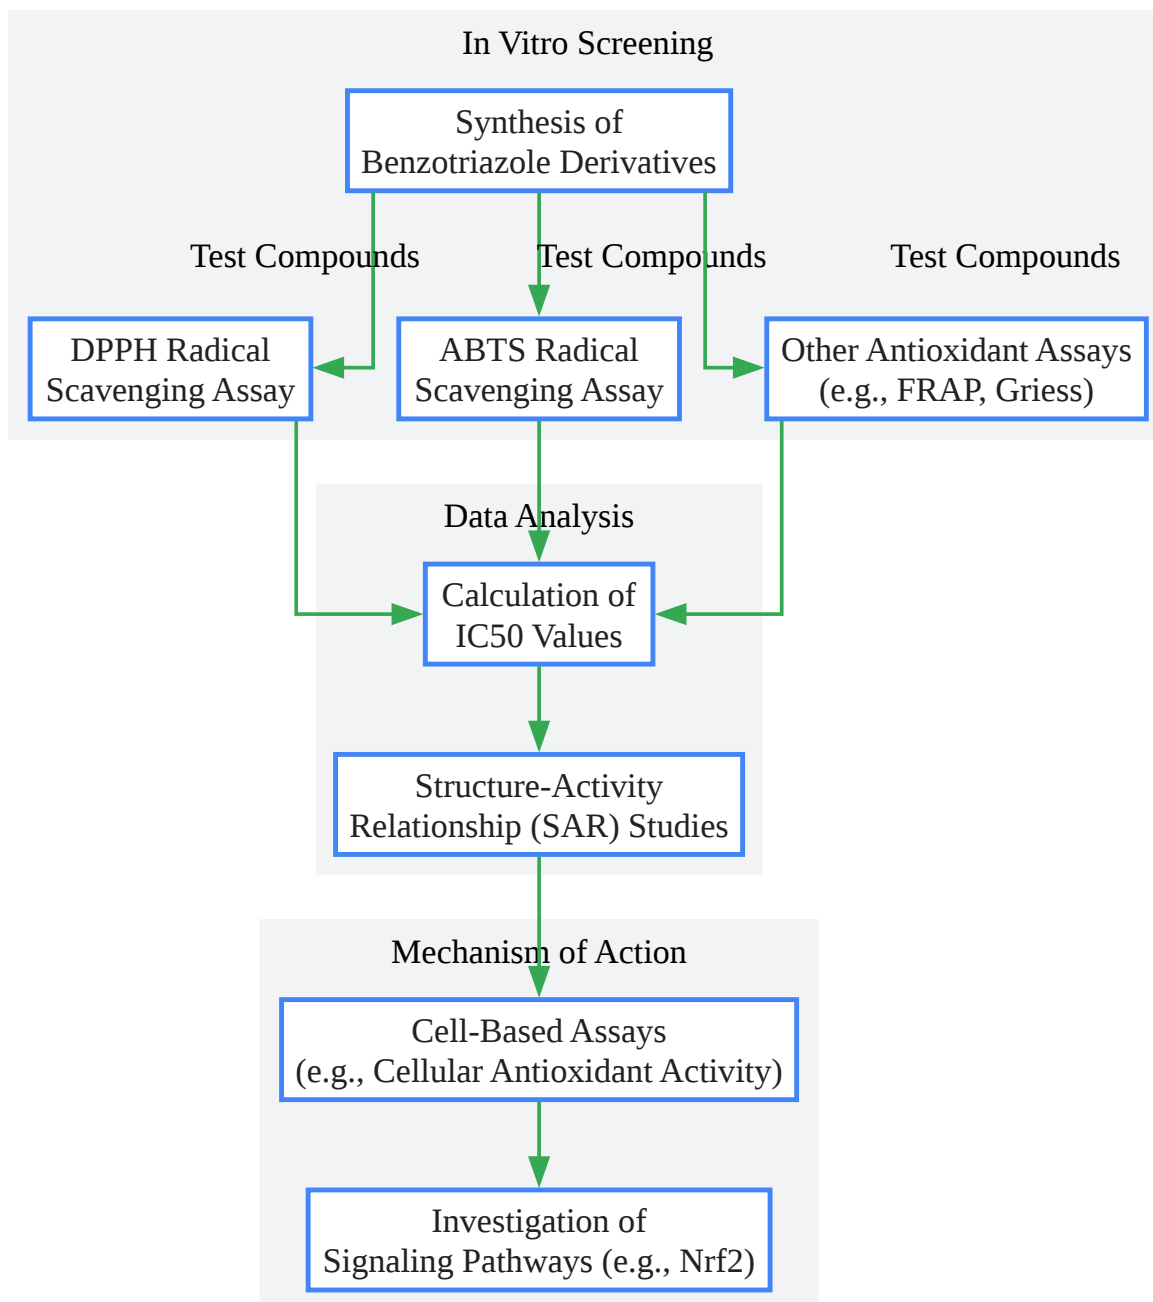 In Vitro Screening
Synthesis of
Benzotriazole Derivatives
Test Compounds
Test Compounds
Test Compounds
DPPH Radical
Scavenging Assay
ABTS Radical
Scavenging Assay
Other Antioxidant Assays
(e.g., FRAP, Griess)
Data Analysis
Calculation of
IC50 Values
Structure-Activity
Relationship (SAR) Studies
Mechanism of Action
Cell-Based Assays
(e.g., Cellular Antioxidant Activity)
Investigation of
Signaling Pathways (e.g., Nrf2)